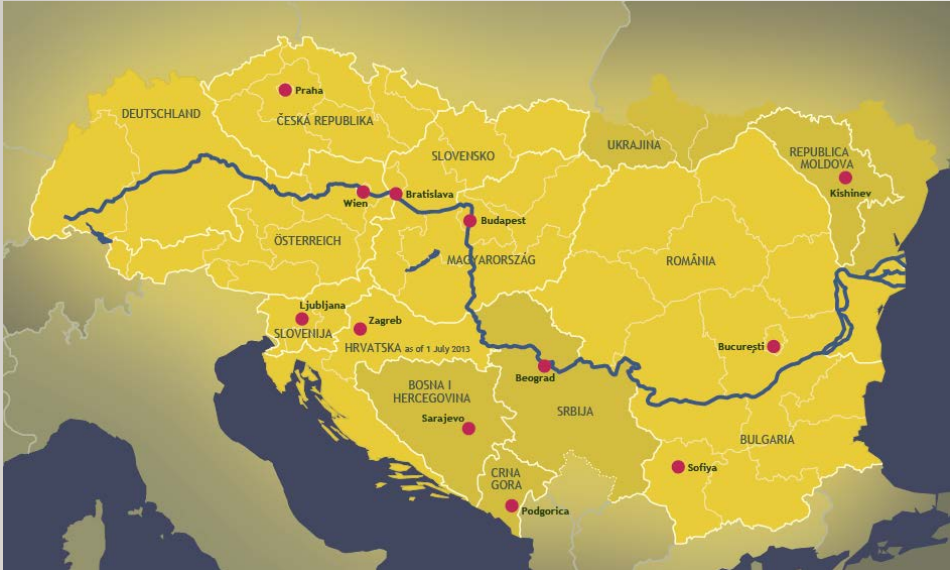 Praha
DEUTSCHLAND
ČESKÁ REPUBLIKA
UKRAJINA
SLOVENSKO
REPUBLICA
MOLDOVA
Kishinev
Wien
Bratislava
Budapest
ÖSTERREICH
MAGYARORSZÁG
ROMÂNIA
Ljubljana
SLOVENIJA
Zagreb
HRVATSKA as of 1 July 2013
Bucureşti
Beograd
BOSNA I
HERCEGOVINA
Sarajevo
SRBIJA
BULGARIA
Sofiya
CRNA
GORA
Podgorica